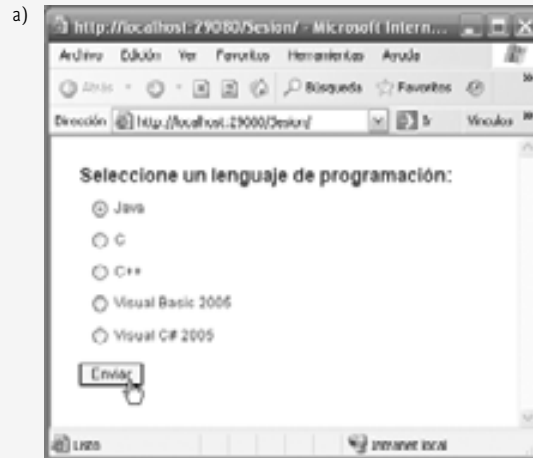 a)
http://localhost:29080/Sesion/ - Microsoft Intern...
Archivo Edición Ver Favoritos Herramientas Ayuda
Atrás Búsqueda Favoritos
Dirección http://localhost:29080/Sesion/ Ir Vínculos
Seleccione un lenguaje de programación:
Java
C
C++
Visual Basic 2005
Visual C# 2005
Enviar
Listo Intranet local